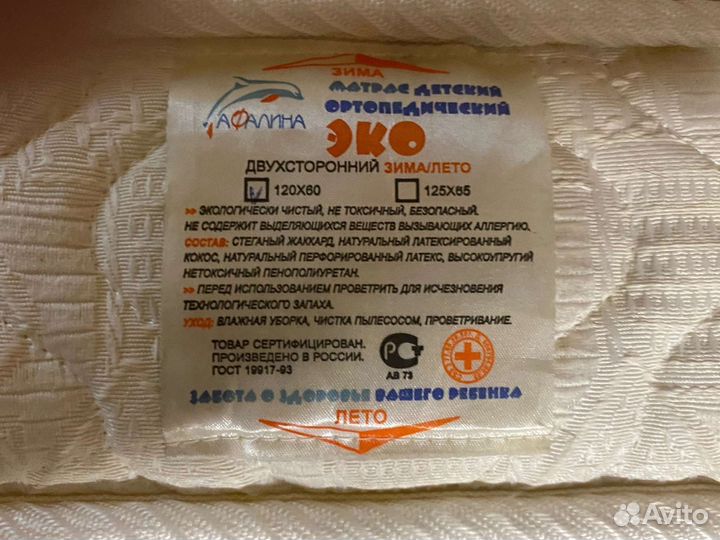 ЗИМА
АФАЛИНА
МАТРАС ДЕТСКИЙ
ОРТОПЕДИЧЕСКИЙ
ЭКО
ДВУХСТОРОННИЙ ЗИМА/ЛЕТО
120X60 125X65
»» ЭКОЛОГИЧЕСКИ ЧИСТЫЙ, НЕ ТОКСИЧНЫЙ, БЕЗОПАСНЫЙ.
НЕ СОДЕРЖИТ ВЫДЕЛЯЮЩИХСЯ ВЕЩЕСТВ ВЫЗЫВАЮЩИХ АЛЛЕРГИЮ.
СОСТАВ: СТЕГАНЫЙ ЖАККАРД, НАТУРАЛЬНЫЙ ЛАТЕКСИРОВАННЫЙ
КОКОС, НАТУРАЛЬНЫЙ ПЕРФОРИРОВАННЫЙ ЛАТЕКС, ВЫСОКОУПРУГИЙ
НЕТОКСИЧНЫЙ ПЕНОПОЛИУРЕТАН.
»» ПЕРЕД ИСПОЛЬЗОВАНИЕМ ПРОВЕТРИТЬ ДЛЯ ИСЧЕЗНОВЕНИЯ
ТЕХНОЛОГИЧЕСКОГО ЗАПАХА.
УХОД: ВЛАЖНАЯ УБОРКА, ЧИСТКА ПЫЛЕСОСОМ, ПРОВЕТРИВАНИЕ.
ТОВАР СЕРТИФИЦИРОВАН.
ПРОИЗВЕДЕНО В РОССИИ.
ГОСТ 19917-93
АВ 73
ЗАБОТА О ЗДОРОВЬЕ ВАШЕГО РЕБЕНКА
ЛЕТО
Avito